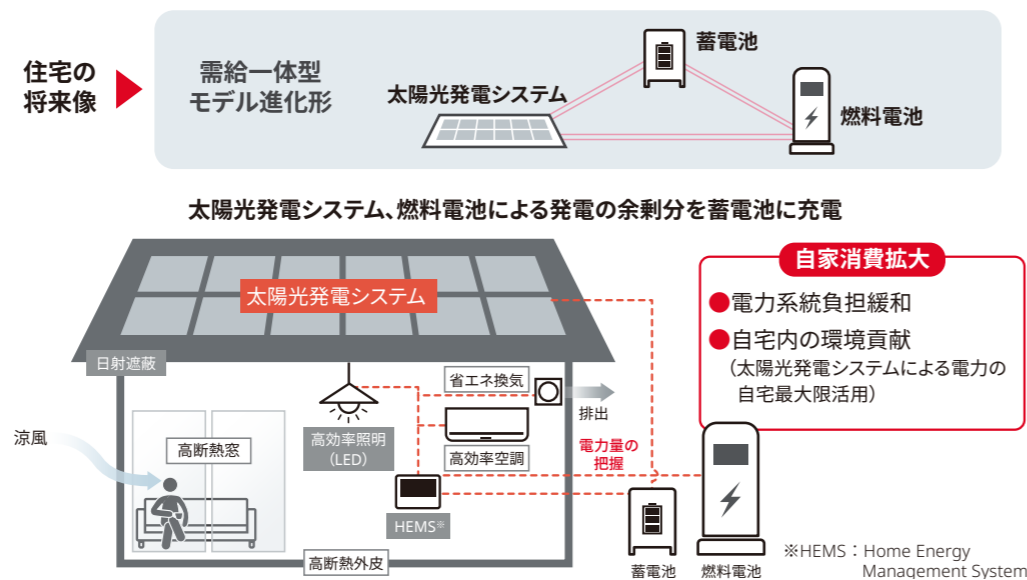 住宅の
将来像
需給一体型
モデル進化形
太陽光発電システム
蓄電池
燃料電池
太陽光発電システム、燃料電池による発電の余剰分を蓄電池に充電
太陽光発電システム
日射遮蔽
涼風
高断熱窓
高効率照明
（LED）
省エネ換気
排出
高効率空調
HEMS※
高断熱外皮
電力量の
把握
蓄電池
燃料電池
自家消費拡大
●電力系統負担緩和
●自宅内の環境貢献
（太陽光発電システムによる電力の
自宅最大限活用）
※HEMS：Home Energy
Management System